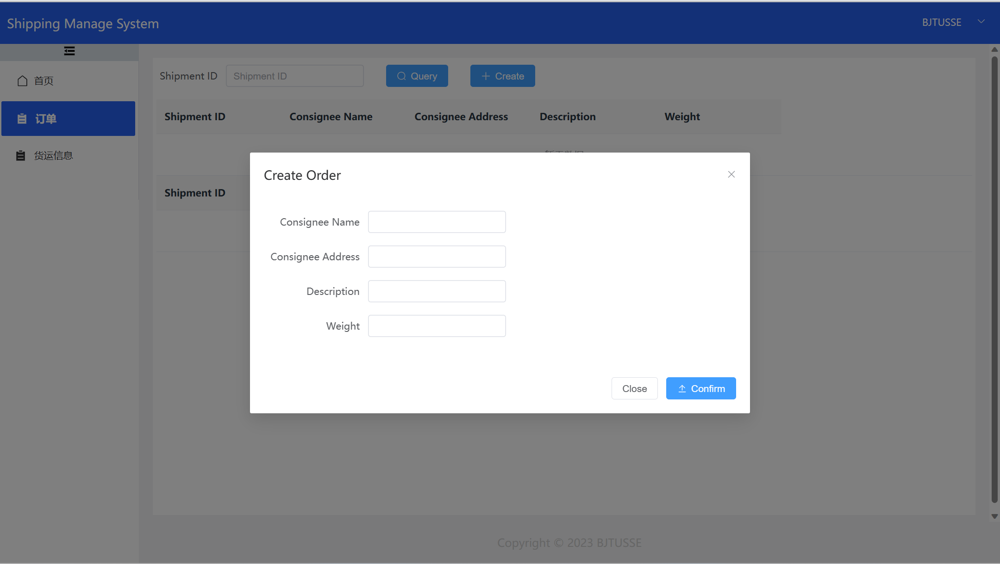 Shipping Manage System
BJTUSSE
首页
订单
货运信息
Shipment ID
Shipment ID
Query
Create
Shipment ID Consignee Name Consignee Address Description Weight
Shipment ID
Create Order
Consignee Name
Consignee Address
Description
Weight
Close
Confirm
Copyright © 2023 BJTUSSE